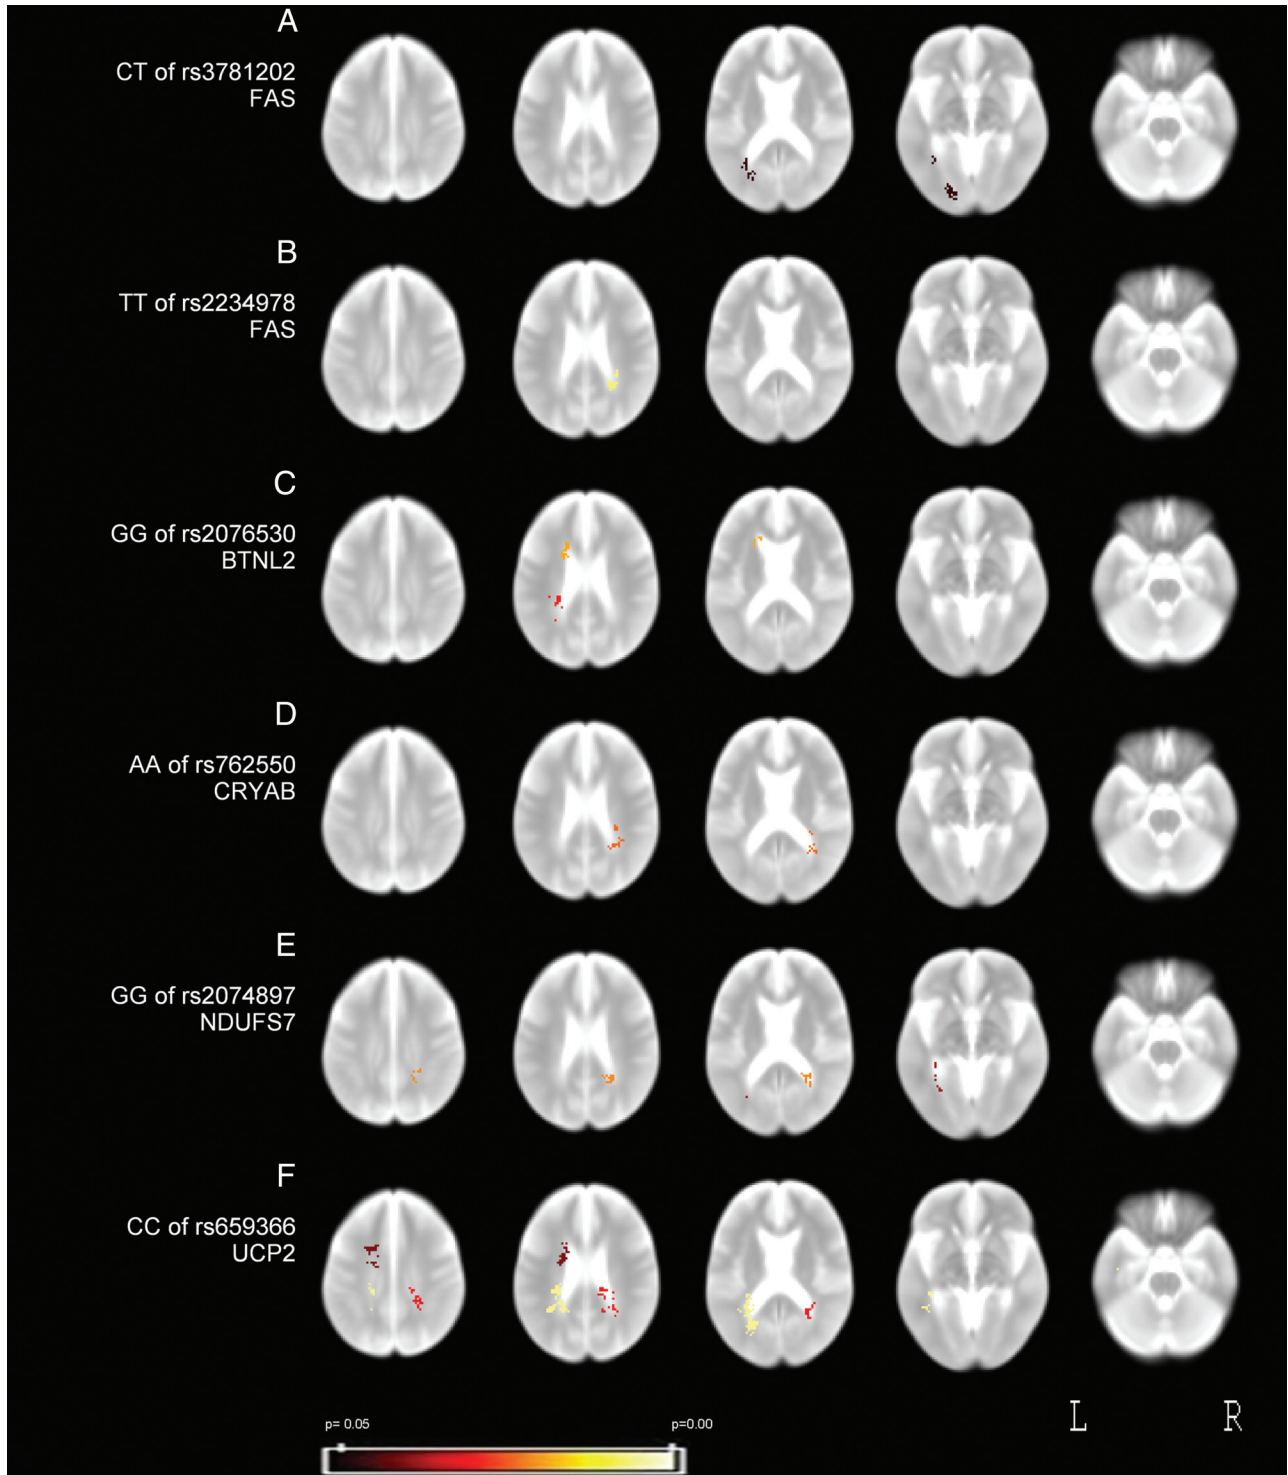 A
CT of rs3781202
FAS
B
TT of rs2234978
FAS
C
GG of rs2076530
BTNL2
D
AA of rs762550
CRYAB
E
GG of rs2074897
NDUFS7
F
CC of rs659366
UCP2
L R
p= 0.05 p=0.00